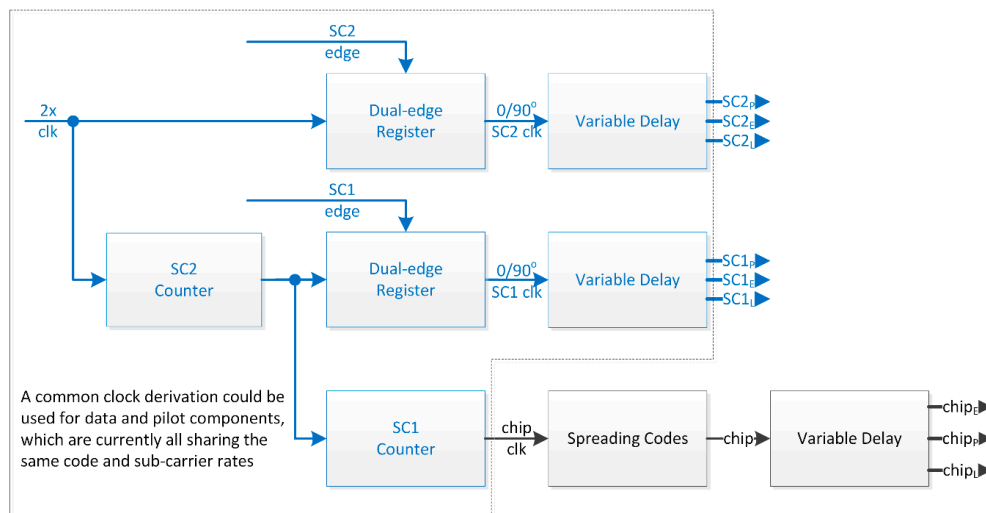 SC2
edge
2x
clk
Dual-edge
Register
0/90°
SC2 clk
Variable Delay
SC2P
SC2E
SC2L
SC1
edge
SC2
Counter
Dual-edge
Register
0/90°
SC1 clk
Variable Delay
SC1P
SC1E
SC1L
A common clock derivation could be
used for data and pilot components,
which are currently all sharing the
same code and sub-carrier rates
SC1
Counter
chip
clk
Spreading Codes
chip
Variable Delay
chipE
chipP
chipL